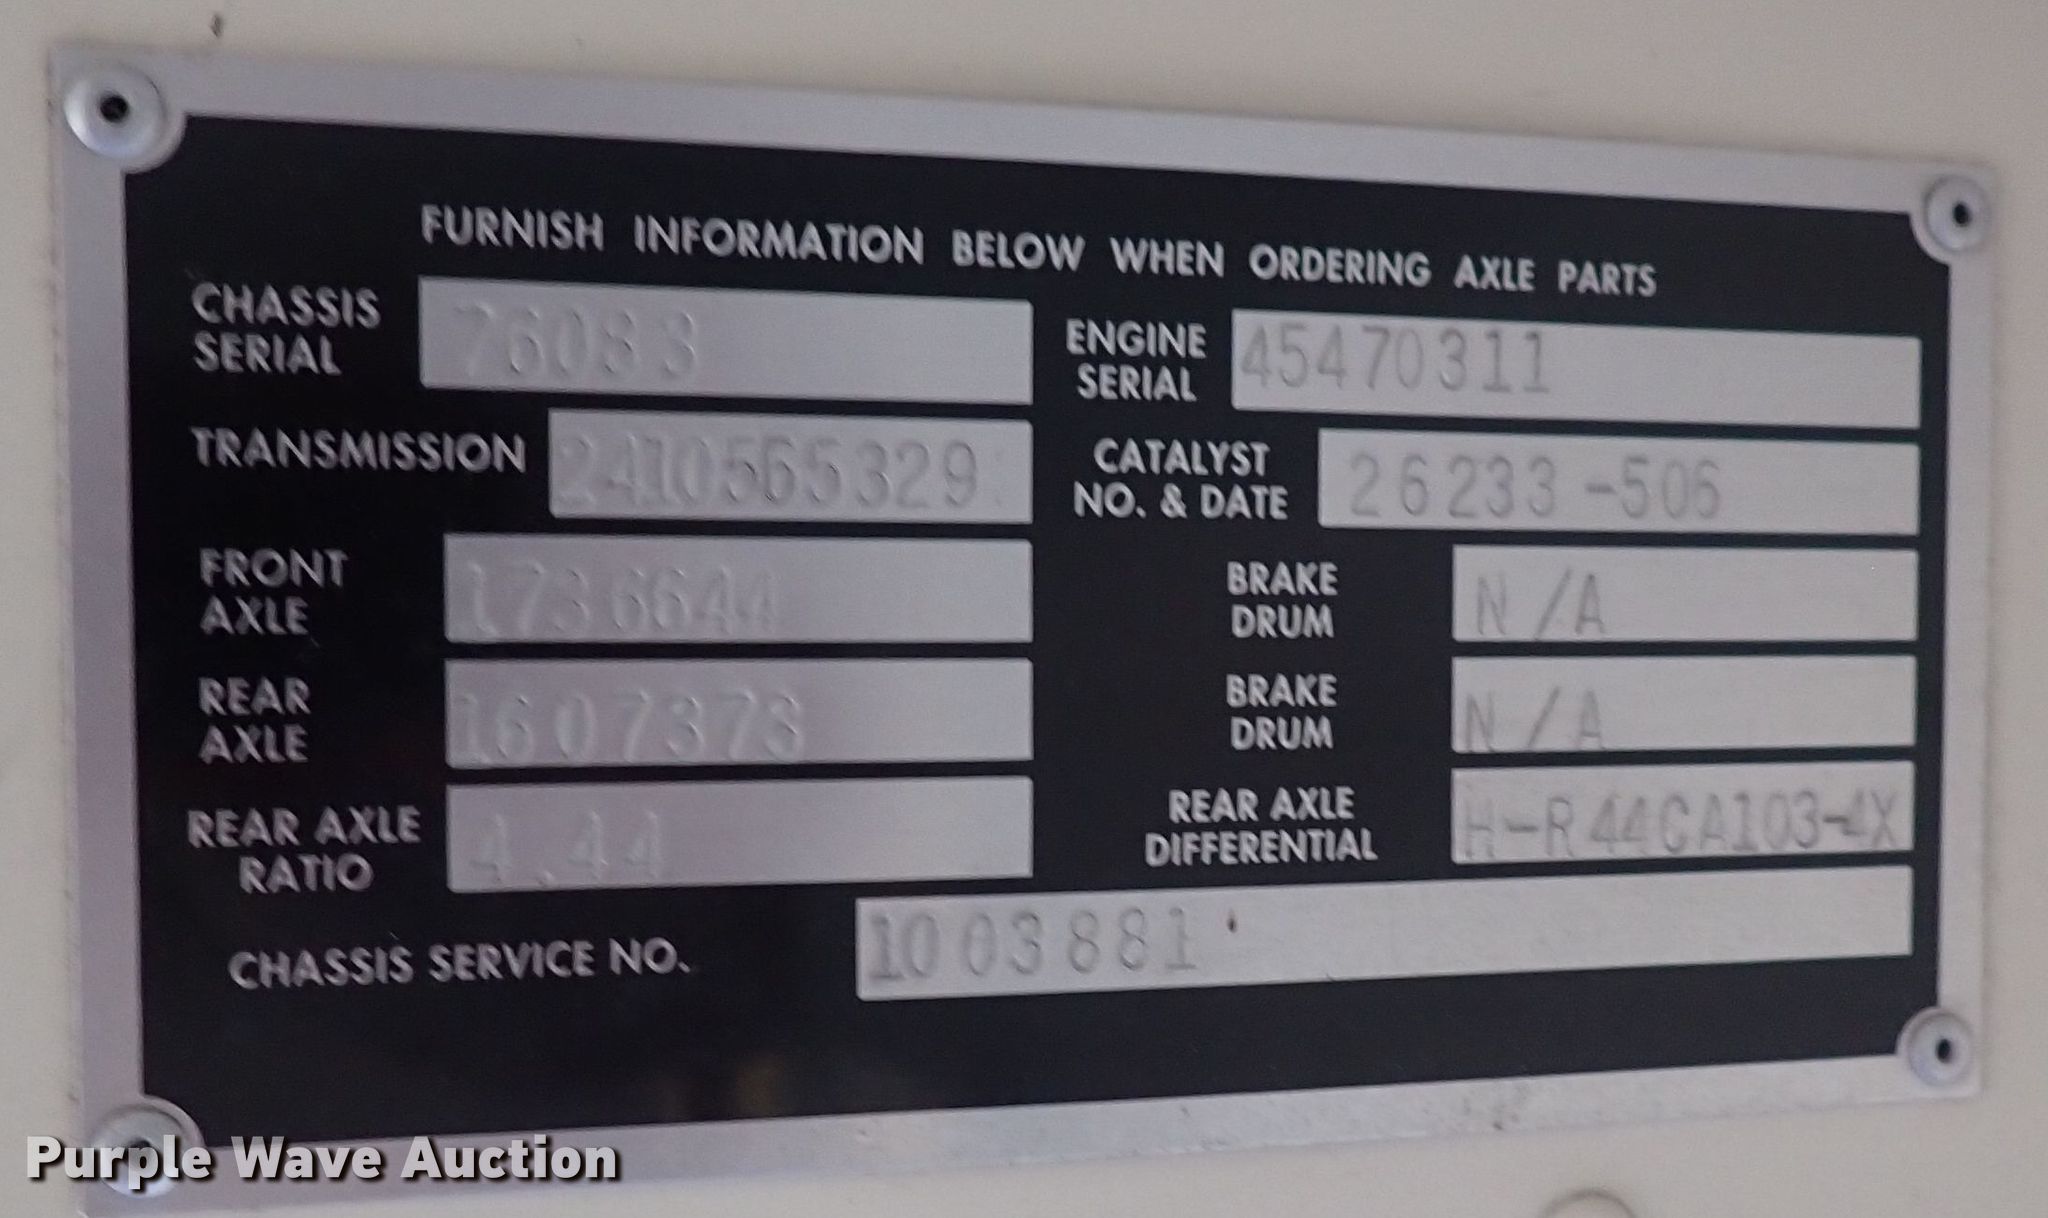 FURNISH INFORMATION BELOW WHEN ORDERING AXLE PARTS
CHASSIS SERIAL 76083
ENGINE SERIAL 45470311
TRANSMISSION 2410565329
CATALYST NO. & DATE 26233-506
FRONT AXLE 1736644
BRAKE DRUM N/A
REAR AXLE 1607373
BRAKE DRUM N/A
REAR AXLE RATIO 4.44
REAR AXLE DIFFERENTIAL H-R44CA103-4X
CHASSIS SERVICE NO. 1003881
Purple Wave Auction